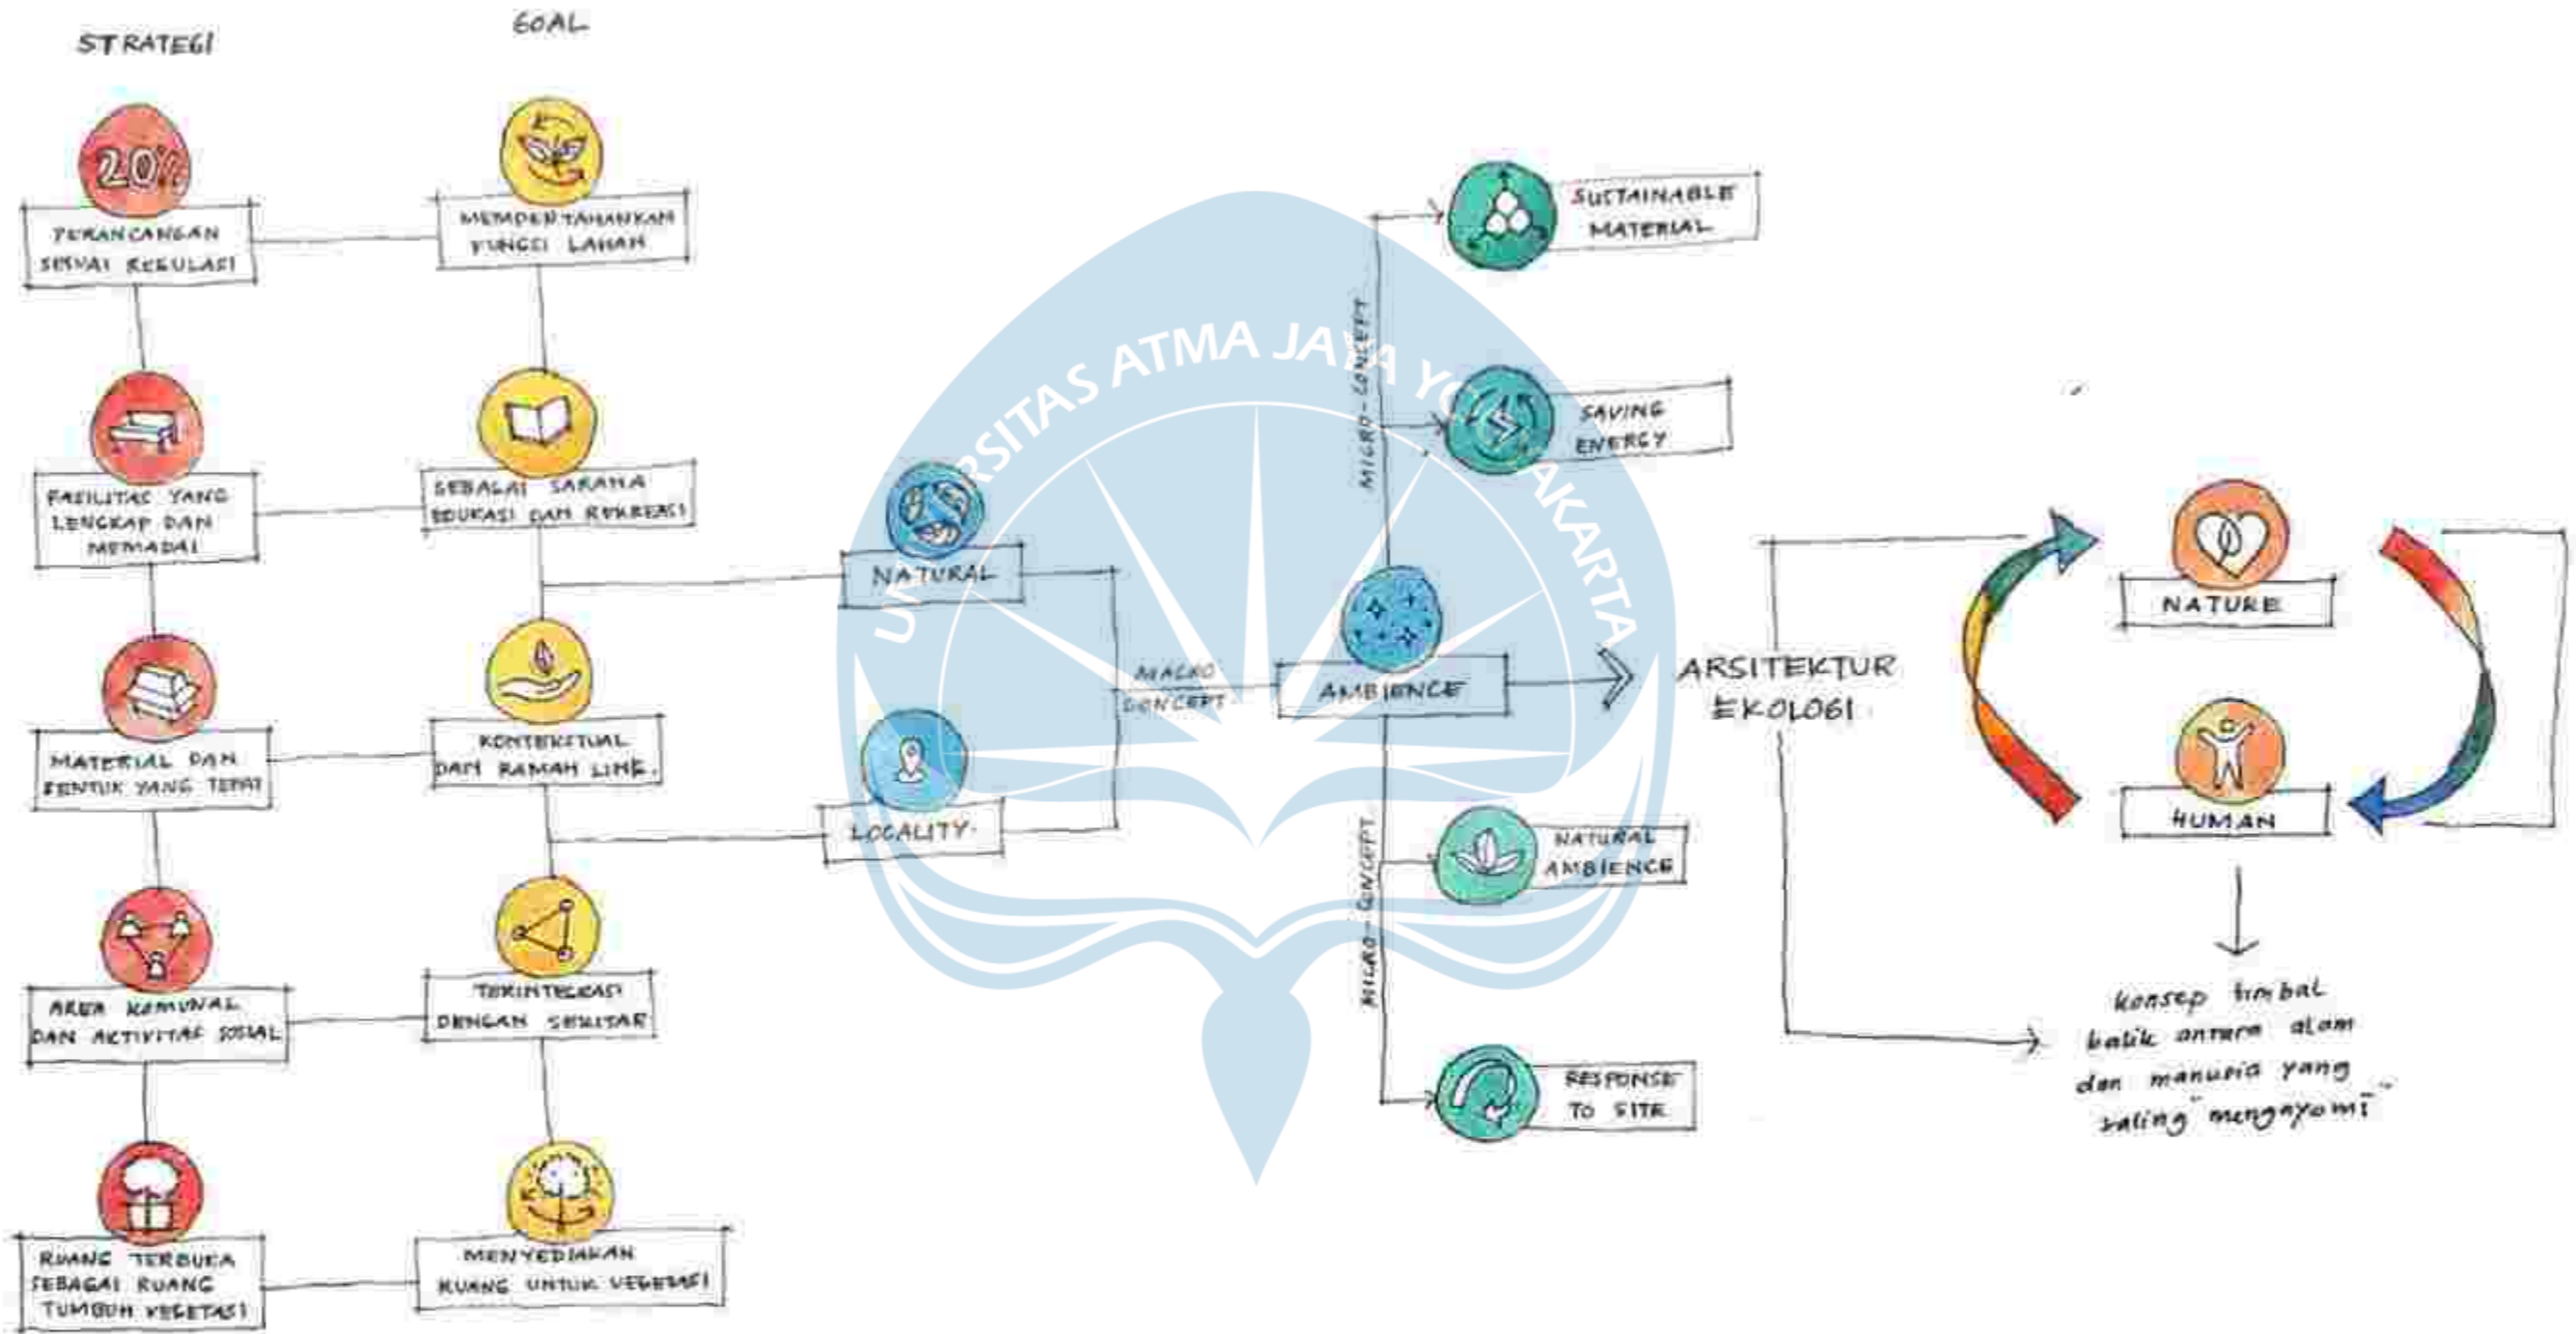 STRATEGI
GOAL
20%
PERANCANGAN
SESUAI REGULASI
MEMPERTAHANKAN
FUNGSI LAHAN
FASILITAS YANG
LENGKAP DAN
MEMADAI
SEBAGAI SARANA
EDUKASI DAN REKREASI
MATERIAL DAN
BENTUK YANG TEPAT
KONTEKSTUAL
DAN RAMAH LINK.
AREA KOMUNAL
DAN AKTIVITAS SOSIAL
TERINTEGRASI
DENGAN SEKITAR
RUANG TERBUKA
SEBAGAI RUANG
TUMBUH VEGETASI
MENYEDIAKAN
RUANG UNTUK VEGETASI
NATURAL
LOCALITY
MACRO
CONCEPT
UNIVERSITAS ATMA JAYA YOGYAKARTA
MICRO-CONCEPT
SUSTAINABLE
MATERIAL
SAVING
ENERGY
AMBIENCE
MICRO-CONCEPT
NATURAL
AMBIENCE
RESPONSE
TO SITE
ARSITEKTUR
EKOLOGI
NATURE
HUMAN
konsep timbal
balik antara alam
dan manusia yang
saling "mengayomi"